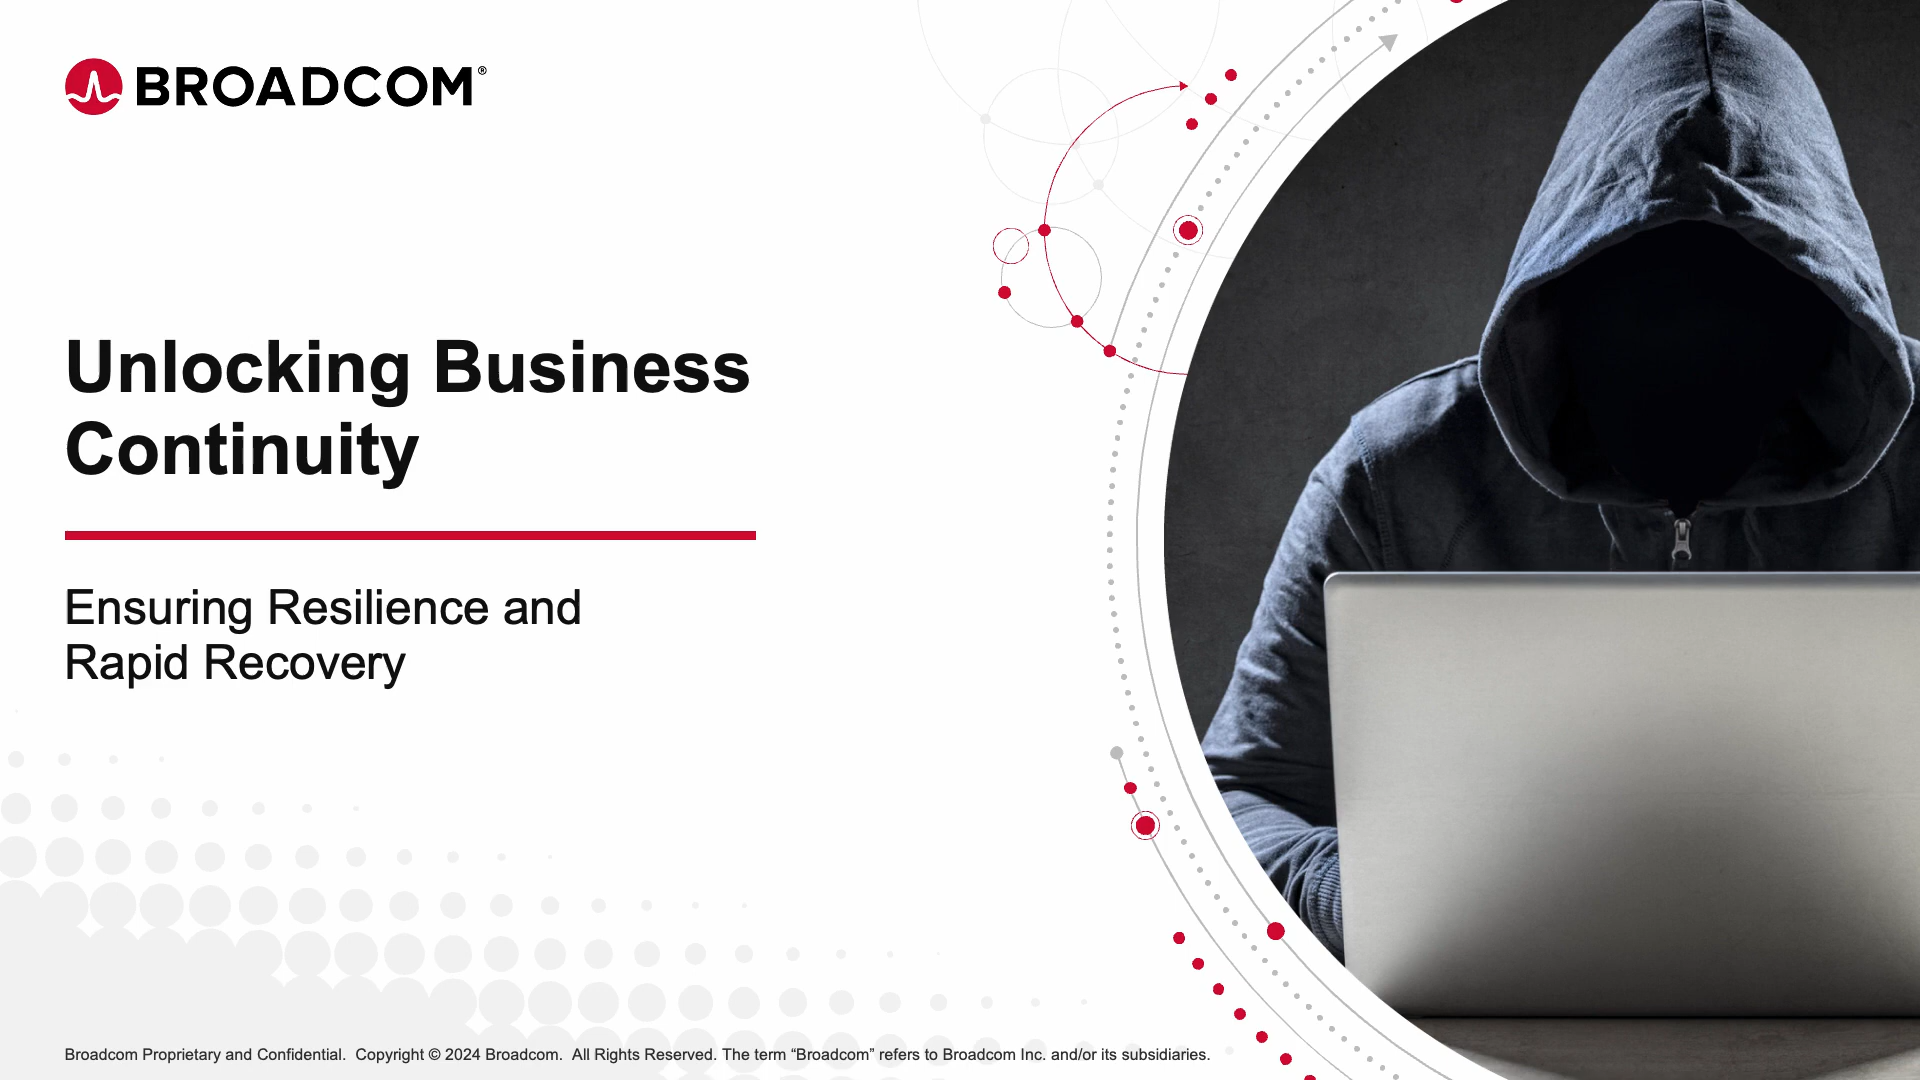 BROADCOM®
Unlocking Business
Continuity
Ensuring Resilience and
Rapid Recovery
Broadcom Proprietary and Confidential.  Copyright © 2024 Broadcom.  All Rights Reserved. The term “Broadcom” refers to Broadcom Inc. and/or its subsidiaries.